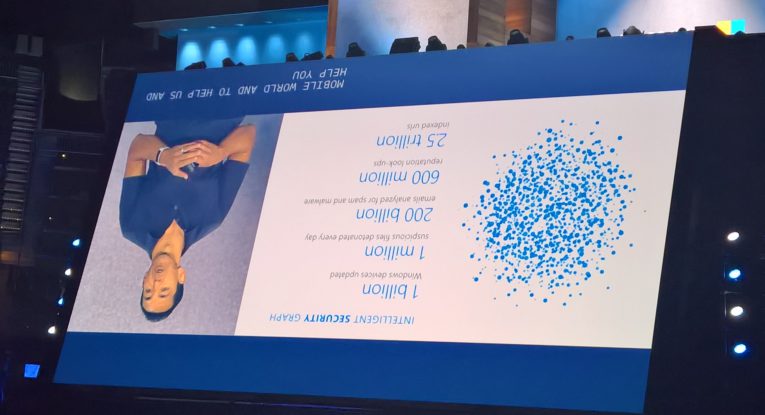 INTELLIGENT SECURITY GRAPH
1 billion
Windows devices updated
1 million
suspicious files detonated every day
200 billion
emails analyzed for spam and malware
600 million
reputation look-ups
2.5 trillion
indexed urls
MOBILE WORLD AND TO HELP US AND
HELP YOU